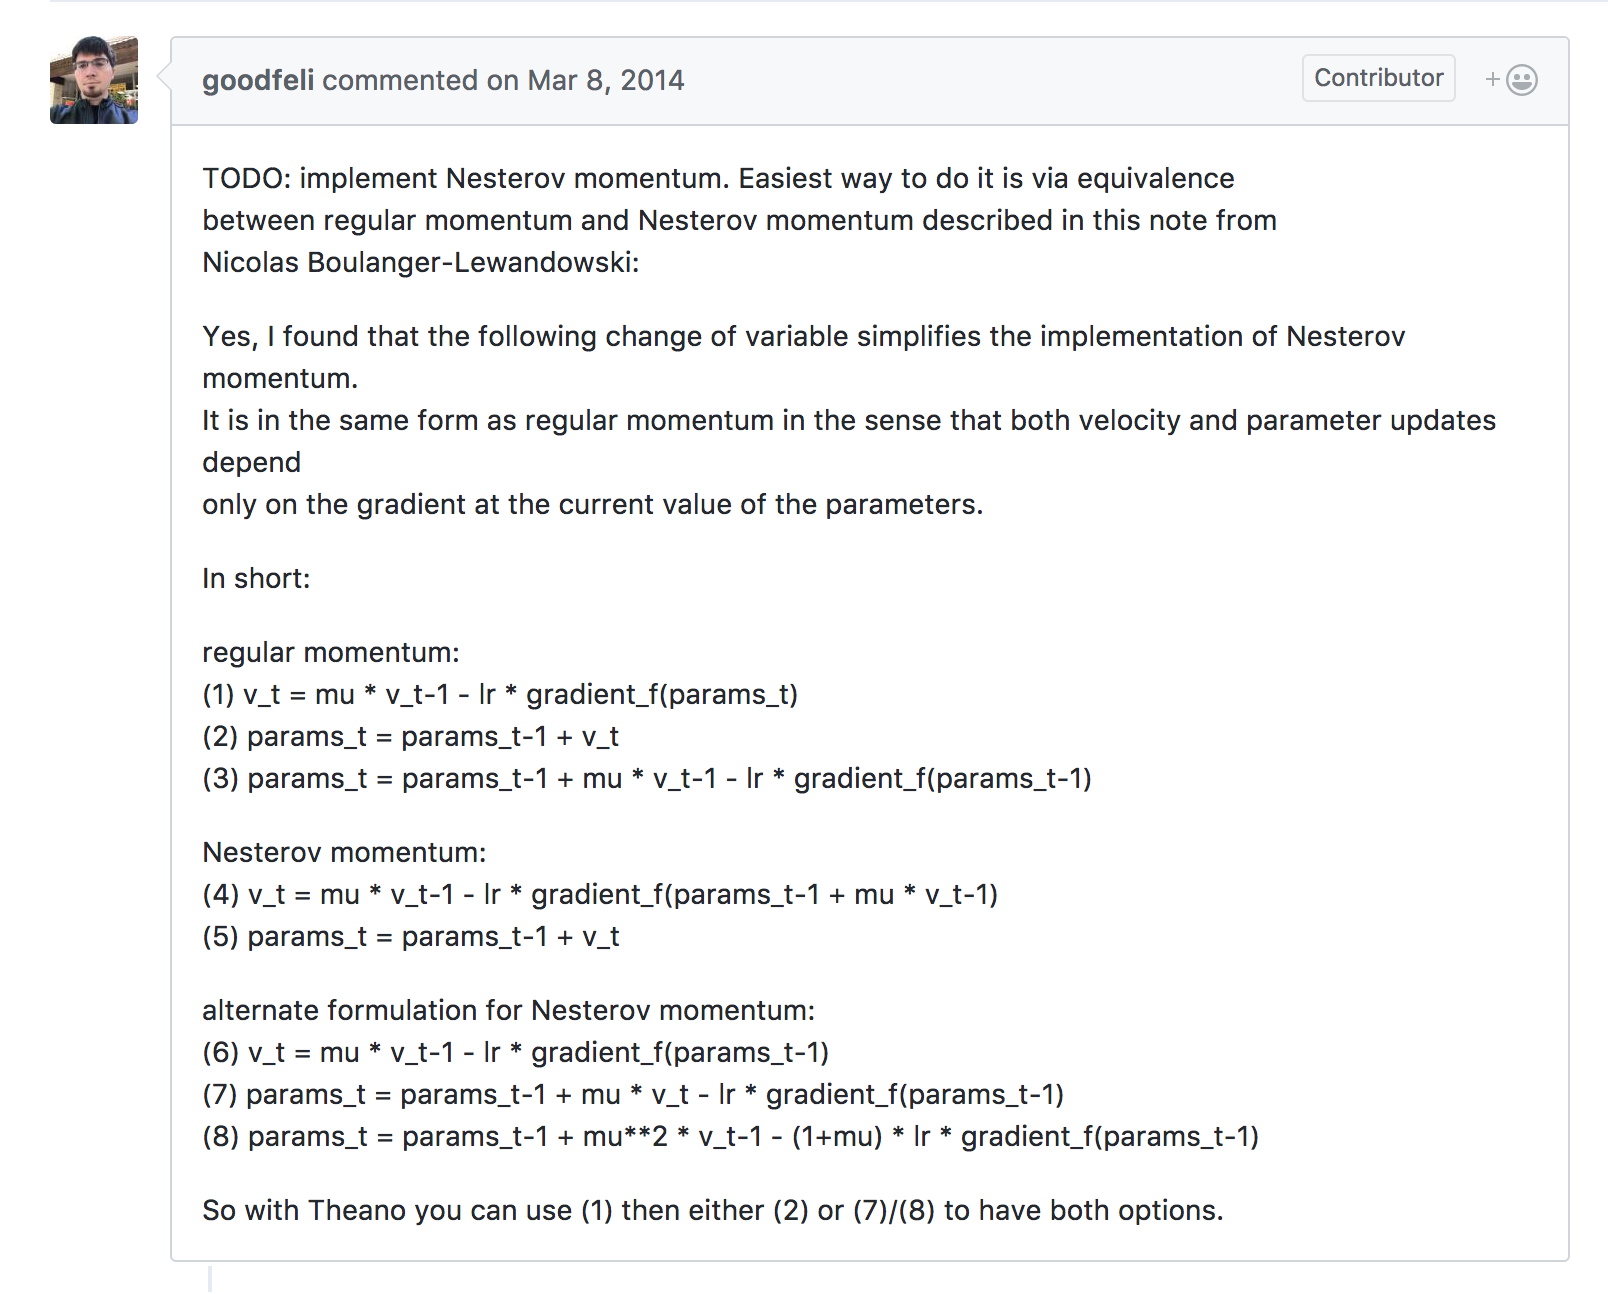 goodfeli commented on Mar 8, 2014
Contributor
+
TODO: implement Nesterov momentum. Easiest way to do it is via equivalence
between regular momentum and Nesterov momentum described in this note from
Nicolas Boulanger-Lewandowski:
Yes, I found that the following change of variable simplifies the implementation of Nesterov
momentum.
It is in the same form as regular momentum in the sense that both velocity and parameter updates
depend
only on the gradient at the current value of the parameters.
In short:
regular momentum:
(1) v_t = mu * v_t-1 - lr * gradient_f(params_t)
(2) params_t = params_t-1 + v_t
(3) params_t = params_t-1 + mu * v_t-1 - lr * gradient_f(params_t-1)
Nesterov momentum:
(4) v_t = mu * v_t-1 - lr * gradient_f(params_t-1 + mu * v_t-1)
(5) params_t = params_t-1 + v_t
alternate formulation for Nesterov momentum:
(6) v_t = mu * v_t-1 - lr * gradient_f(params_t-1)
(7) params_t = params_t-1 + mu * v_t - lr * gradient_f(params_t-1)
(8) params_t = params_t-1 + mu**2 * v_t-1 - (1+mu) * lr * gradient_f(params_t-1)
So with Theano you can use (1) then either (2) or (7)/(8) to have both options.